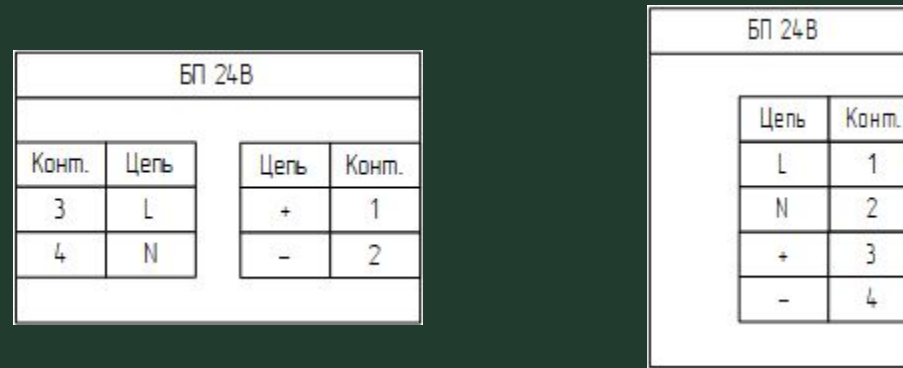 БП 24В
Конт. Цепь Цепь Конт.
3 L + 1
4 N – 2
БП 24В
Цепь Конт.
L 1
N 2
+ 3
– 4